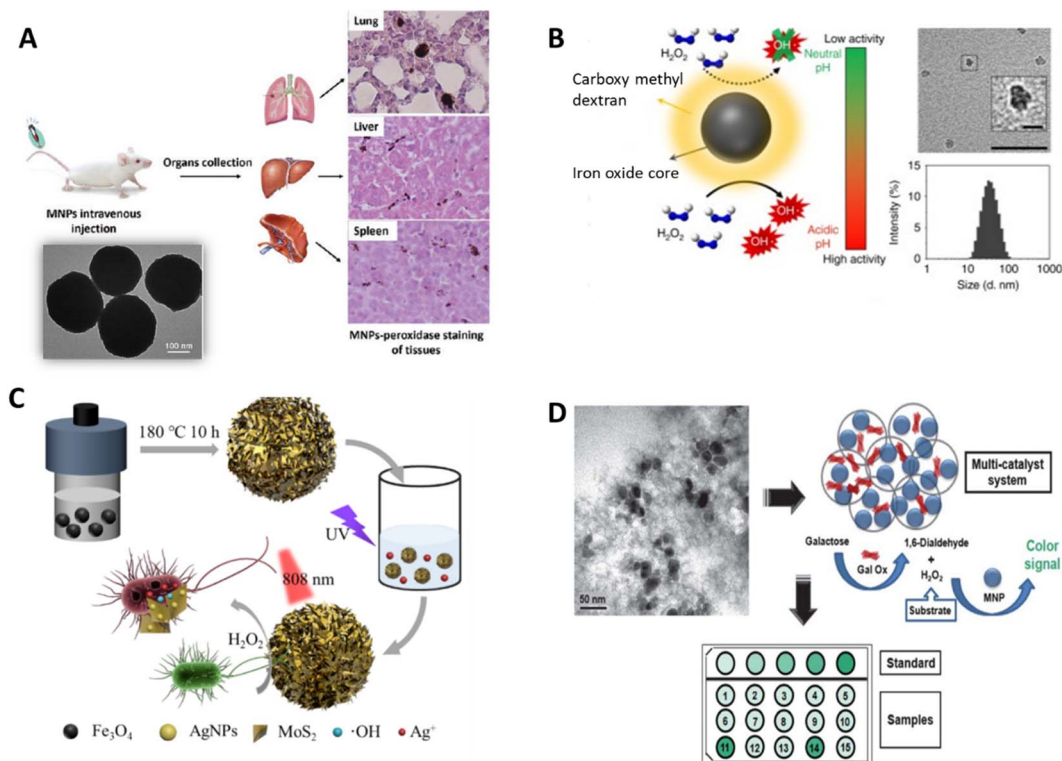 A
Lung
Liver
Spleen
Organs collection
MNPs intravenous
injection
100 nm
MNPs-peroxidase staining
of tissues
B
H2O2
OH·
Low activity
Neutral
pH
Carboxy methyl
dextran
Iron oxide core
H2O2
OH·
OH·
Acidic
pH
High activity
Intensity (%)
15
10
5
0
1 10 100 1000
Size (d. nm)
C
180 °C 10 h
UV
808 nm
H2O2
Fe3O4 AgNPs MoS2 ·OH Ag+
D
50 nm
Multi-catalyst
system
Galactose
Gal Ox
1,6-Dialdehyde
+
H2O2
Substrate
MNP
Color
signal
Standard
Samples
1 2 3 4 5
6 7 8 9 10
11 12 13 14 15